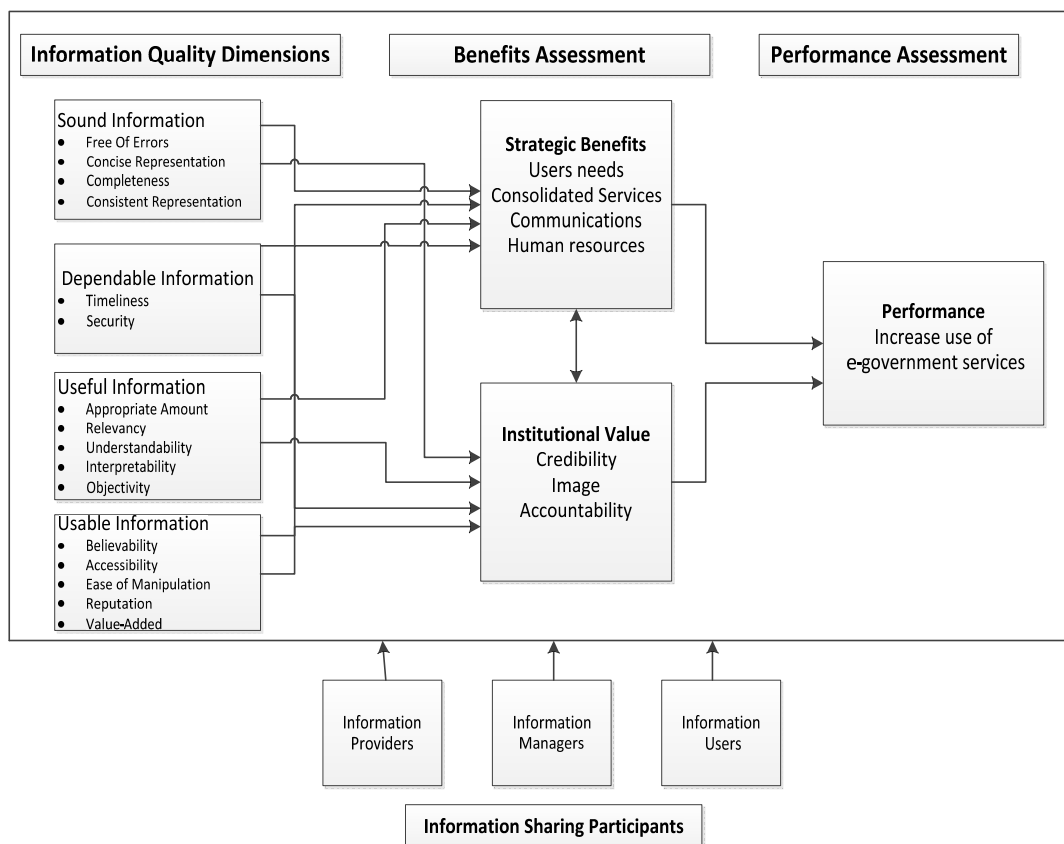 Information Quality Dimensions
Benefits Assessment
Performance Assessment
Sound Information
• Free Of Errors
• Concise Representation
• Completeness
• Consistent Representation
Dependable Information
• Timeliness
• Security
Useful Information
• Appropriate Amount
• Relevancy
• Understandability
• Interpretability
• Objectivity
Usable Information
• Believability
• Accessibility
• Ease of Manipulation
• Reputation
• Value-Added
Strategic Benefits
Users needs
Consolidated Services
Communications
Human resources
Institutional Value
Credibility
Image
Accountability
Performance
Increase use of
e-government services
Information
Providers
Information
Managers
Information
Users
Information Sharing Participants